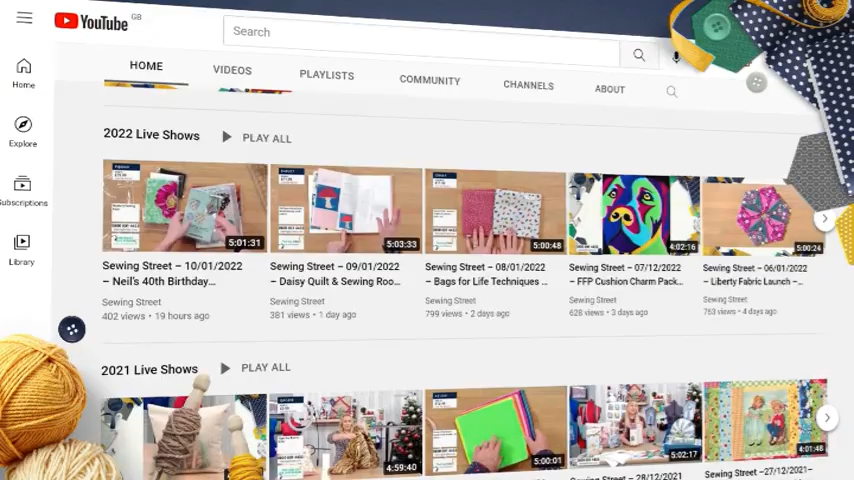 YouTube GB
Search
HOME VIDEOS PLAYLISTS COMMUNITY CHANNELS ABOUT
Home
Explore
Subscriptions
Library
2022 Live Shows PLAY ALL
5:01:31 5:03:33 5:00:48 4:02:16 5:00:24
Sewing Street – 10/01/2022
– Neil's 40th Birthday...
Sewing Street
402 views • 19 hours ago
Sewing Street – 09/01/2022
– Daisy Quilt & Sewing Roo...
Sewing Street
381 views • 1 day ago
Sewing Street – 08/01/2022
– Bags for Life Techniques ...
Sewing Street
799 views • 2 days ago
Sewing Street – 07/12/2022
– FFP Cushion Charm Pack...
Sewing Street
628 views • 3 days ago
Sewing Street – 06/01/2022
– Liberty Fabric Launch –...
Sewing Street
753 views • 4 days ago
2021 Live Shows PLAY ALL
4:59:40 5:00:01 5:02:17 4:01:48
Sewing Street – 28/12/2021
Sewing Street –27/12/2021–